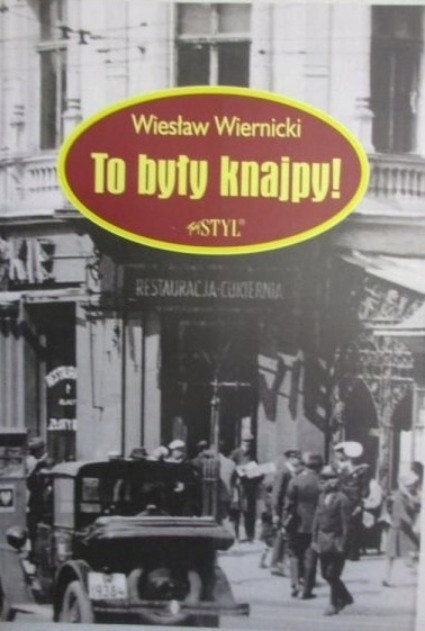 Wiesław Wiernicki
To były knajpy!
STYL®
RESTAURACJA-CUKIERNIA